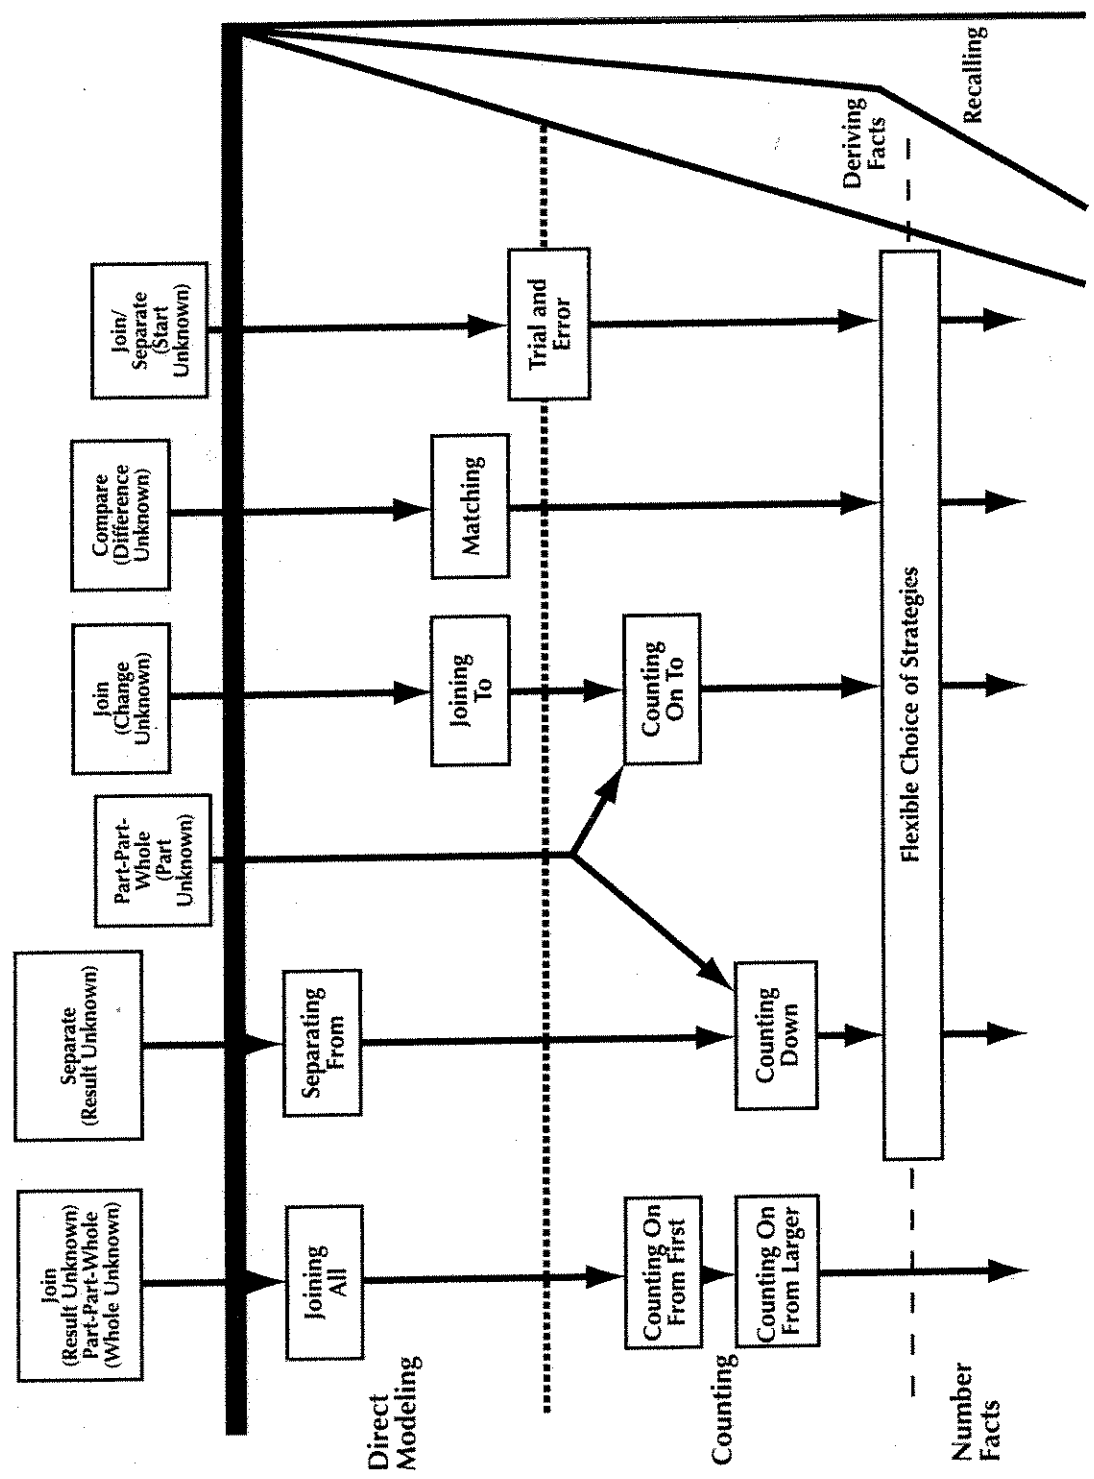 Join
(Result Unknown)
Part-Part-Whole
(Whole Unknown)
Separate
(Result Unknown)
Part-Part-
Whole
(Part
Unknown)
Join
(Change
Unknown)
Compare
(Difference
Unknown)
Join/
Separate
(Start
Unknown)
Direct
Modeling
Joining
All
Separating
From
Joining
To
Matching
Trial and
Error
Counting
Counting On
From First
Counting On
From Larger
Counting
Down
Counting
On To
Number
Facts
Flexible Choice of Strategies
Deriving
Facts
Recalling